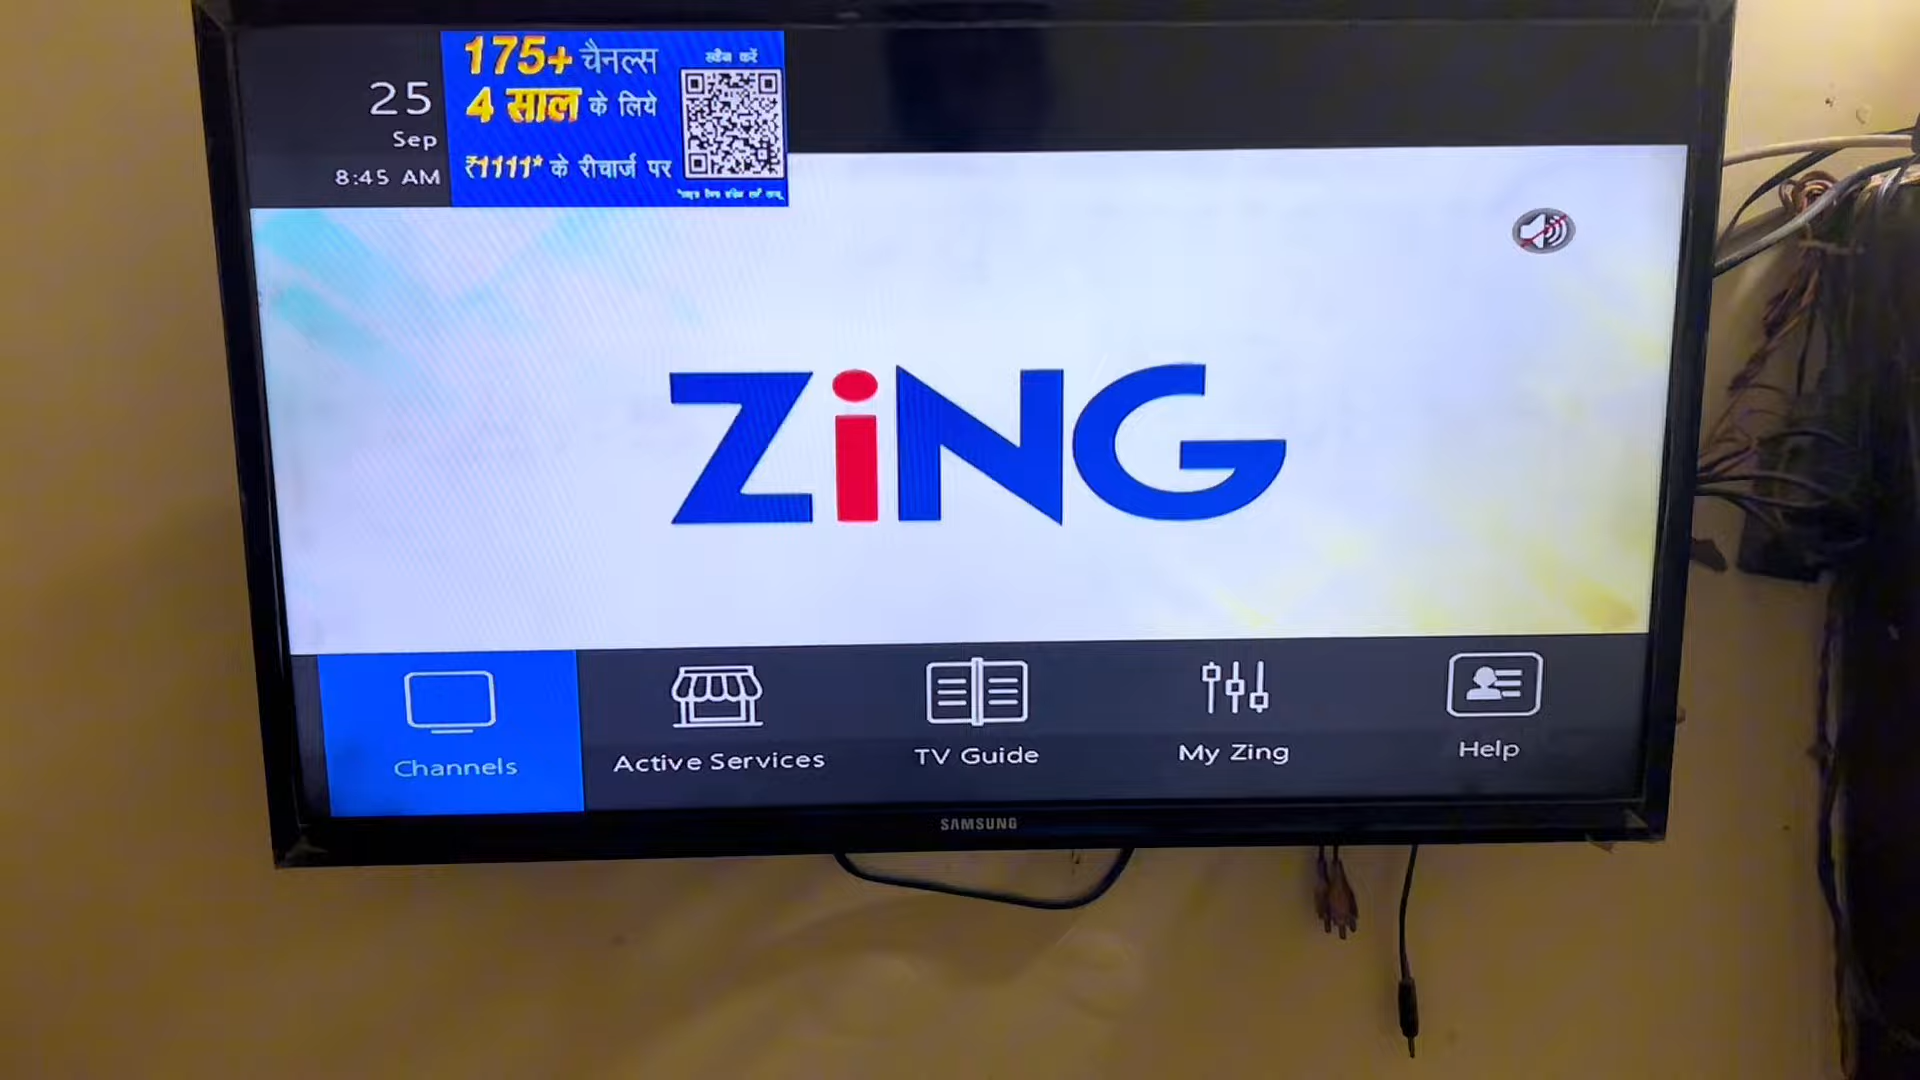 25
Sep
8:45 AM
175+ चैनल्स
4 साल के लिये
₹1111* के रीचार्ज पर
स्कैन करें
ZiNG
Channels
Active Services
TV Guide
My Zing
Help
SAMSUNG